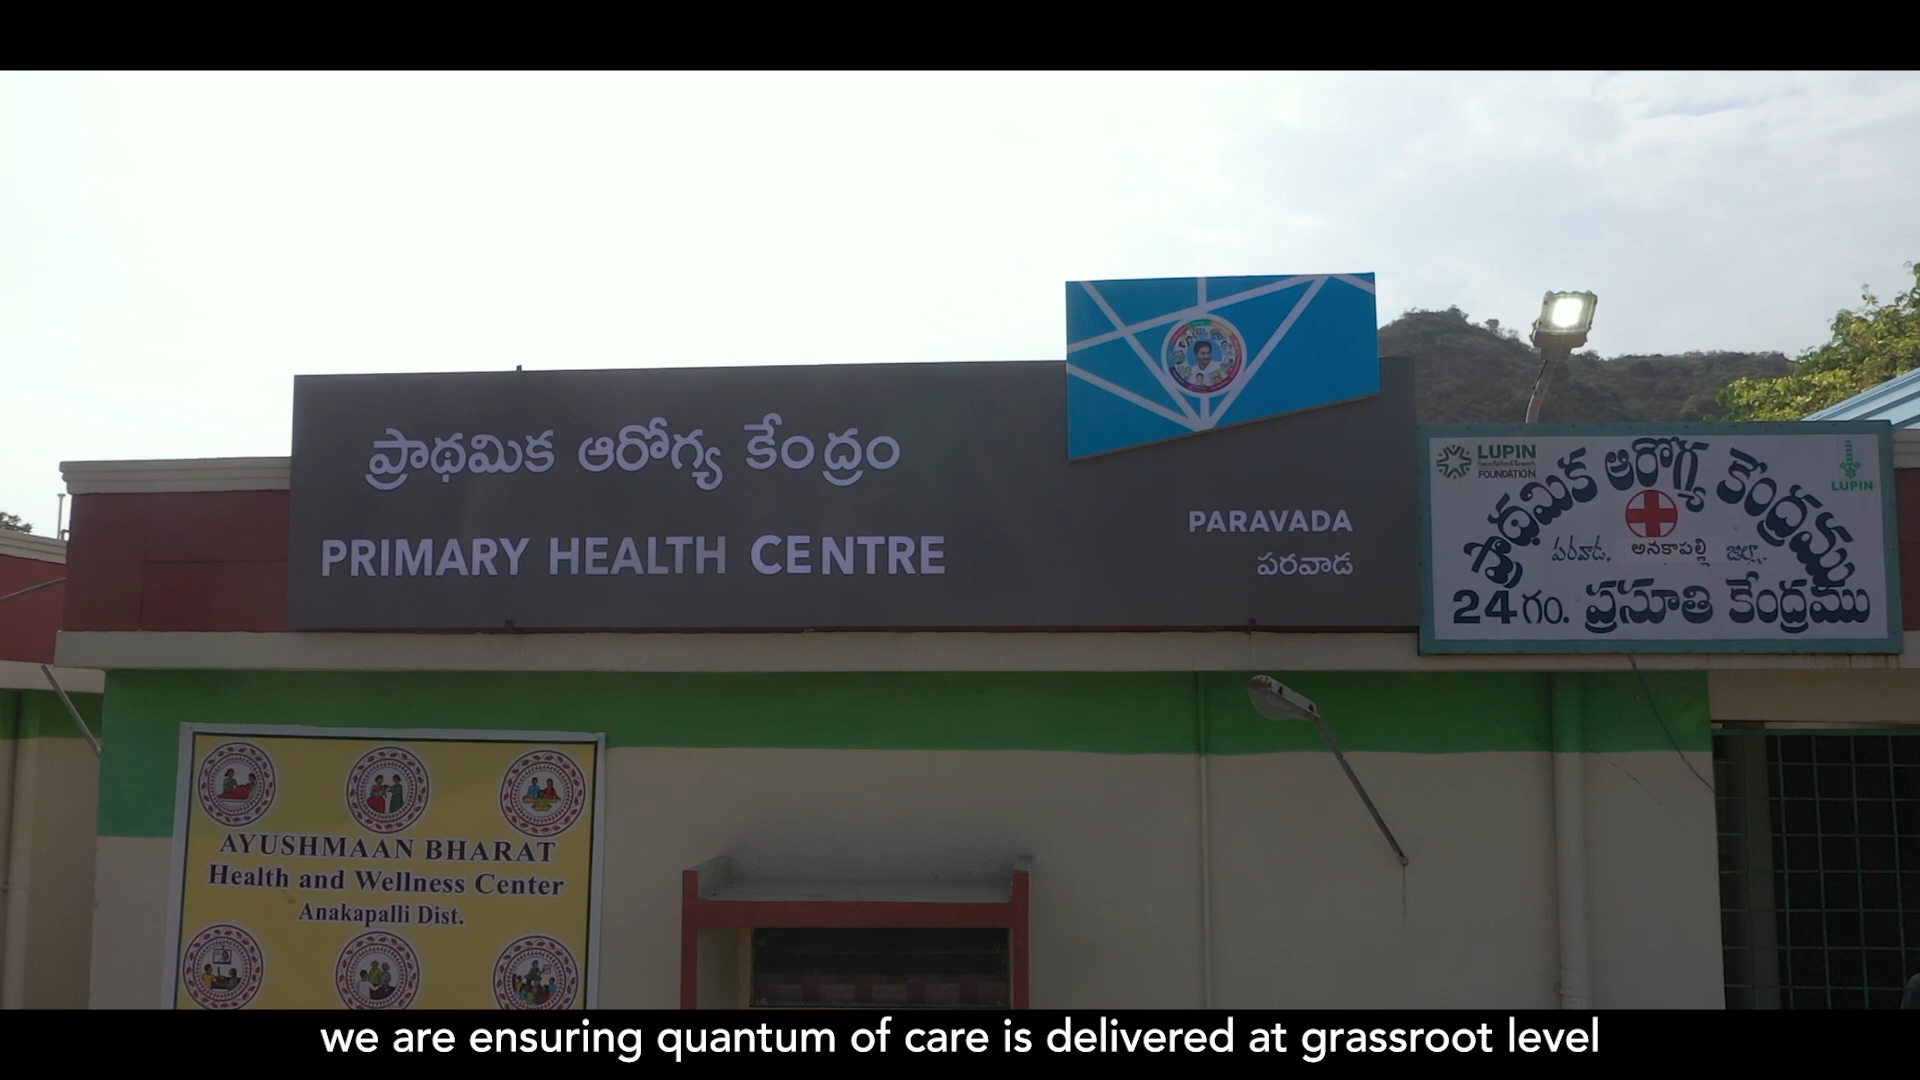 ప్రాథమిక ఆరోగ్య కేంద్రం
PRIMARY HEALTH CENTRE
PARAVADA
పరవాడ
LUPIN
FOUNDATION
LUPIN
ప్రాథమిక ఆరోగ్య కేంద్రము
పరవాడ, అనకాపల్లి జిల్లా.
24 గం. ప్రసూతి కేంద్రము
AYUSHMAAN BHARAT
Health and Wellness Center
Anakapalli Dist.
we are ensuring quantum of care is delivered at grassroot level